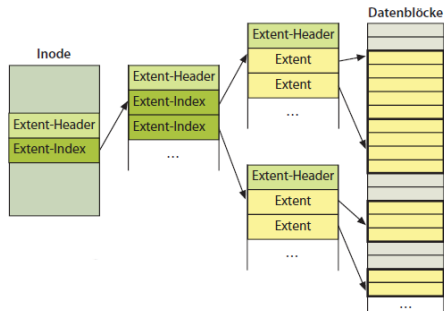 Inode
Extent-Header
Extent-Index
Extent-Header
Extent-Index
Extent-Index
...
Extent-Header
Extent
Extent
...
Extent-Header
Extent
Extent
...
Datenblöcke
...